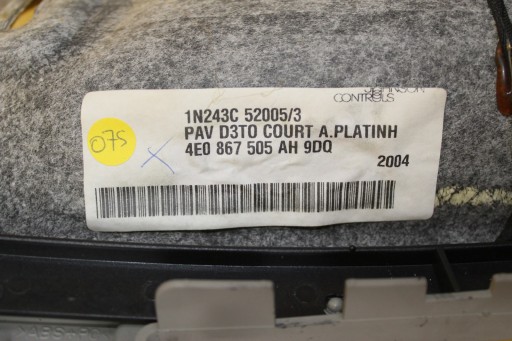 JOHNSON
CONTROLS
1N243C 52005/3
PAV D3TO COURT A.PLATINH
4E0 867 505 AH 9DQ
2004
075
X